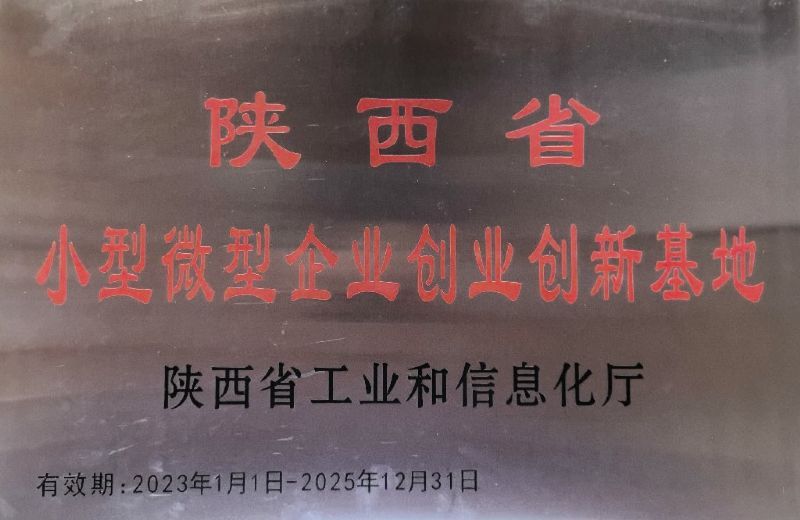 陕西省
小型微型企业创业创新基地
陕西省工业和信息化厅
有效期:2023年1月1日-2025年12月31日